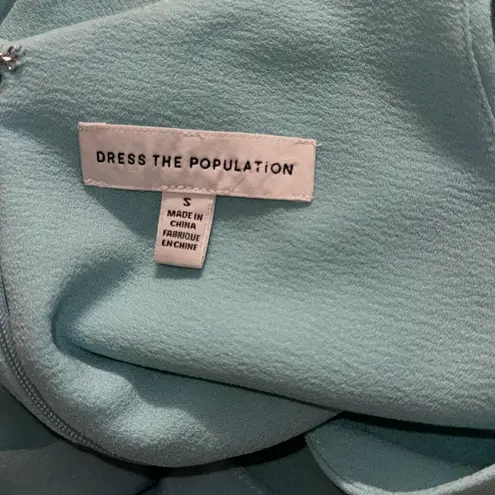 DRESS THE POPULATION
S
MADE IN
CHINA
FABRIQUE
EN CHINE